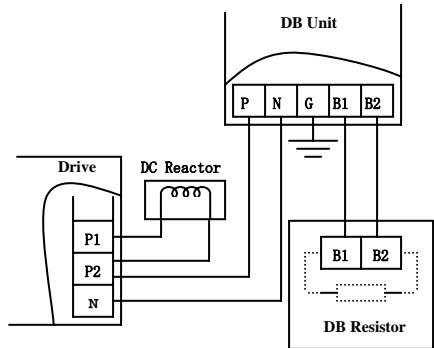 DB Unit
P N G B1 B2
Drive
DC Reactor
P1
P2
N
B1 B2
DB Resistor